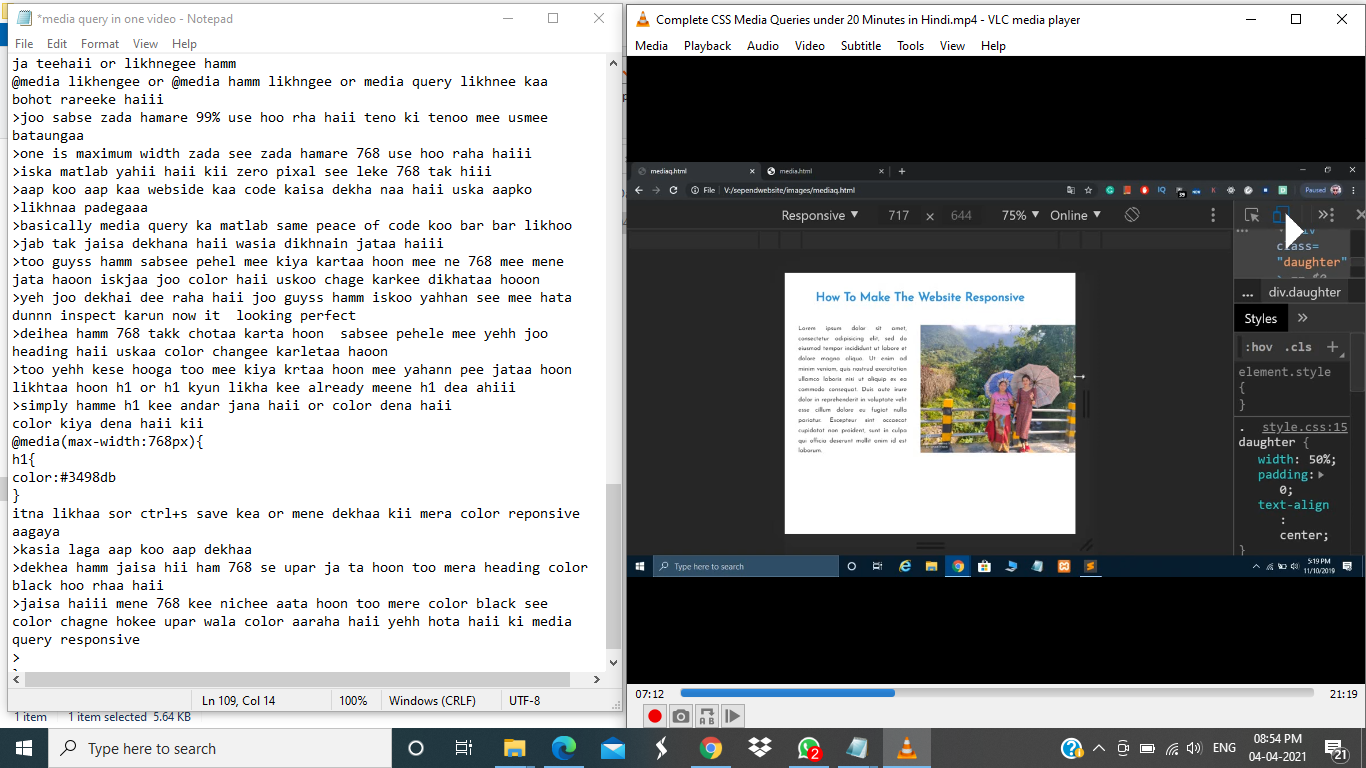 *media query in one video - Notepad
File Edit Format View Help
ja teehaii or likhnegee hamm
@media likhengee or @media hamm likhngee or media query likhnee kaa
bohot rareeke haiii
>joo sabse zada hamare 99% use hoo rha haii teno ki tenoo mee usmee
bataungaa
>one is maximum width zada see zada hamare 768 use hoo raha haiii
>iska matlab yahii haii kii zero pixal see leke 768 tak hiii
>aap koo aap kaa webside kaa code kaisa dekha naa haii uska aapko
>likhnaa padegaaa
>basically media query ka matlab same peace of code koo bar bar likhoo
>jab tak jaisa dekhana haii wasia dikhnain jataa haiii
>too guyss hamm sabsee pehel mee kiya kartaa hoon mee ne 768 mee mene
jata haoon iskjaa joo color haii uskoo chage karkee dikhataa hooon
>yeh joo dekhai dee raha haii joo guyss hamm iskoo yahhan see mee hata
dunnn inspect karun now it  looking perfect
>deihea hamm 768 takk chotaa karta hoon  sabsee pehele mee yehh joo
heading haii uskaa color changee karletaa haoon
>too yehh kese hooga too mee kiya krtaa hoon mee yahann pee jataa hoon
likhtaa hoon h1 or h1 kyun likha kee already meene h1 dea ahiii
>simply hamme h1 kee andar jana haii or color dena haii
color kiya dena haii kii
@media(max-width:768px){
h1{
color:#3498db
}
itna likhaa sor ctrl+s save kea or mene dekhaa kii mera color reponsive
aagaya
>kasia laga aap koo aap dekhaa
>dekhea hamm jaisa hii ham 768 se upar ja ta hoon too mera heading color
black hoo rhaa haii
>jaisa haiii mene 768 kee nichee aata hoon too mere color black see
color chagne hokee upar wala color aaraha haii yehh hota haii ki media
query responsive
>
Ln 109, Col 14 100% Windows (CRLF) UTF-8
1 item 1 item selected 5.64 KB
Complete CSS Media Queries under 20 Minutes in Hindi.mp4 - VLC media player
Media Playback Audio Video Subtitle Tools View Help
mediaq.html media.html
File V:/sependwebsite/images/mediaq.html Paused
Responsive 717 × 644 75% Online
How To Make The Website Responsive
Lorem ipsum dolor sit amet,
consectetur adipisicing elit, sed do
eiusmod tempor incididunt ut labore et
dolore magna aliqua. Ut enim ad
minim veniam, quis nostrud exercitation
ullamco laboris nisi ut aliquip ex ea
commodo consequat. Duis aute irure
dolor in reprehenderit in voluptate velit
esse cillum dolore eu fugiat nulla
pariatur. Excepteur sint occaecat
cupidatat non proident, sunt in culpa
qui officia deserunt mollit anim id est
laborum.
div
class=
"daughter"
... div.daughter
Styles
:hov .cls +
element.style
{
}
. style.css:15
daughter {
width: 50%;
padding:
0;
text-align
:
center;
}
Type here to search 5:19 PM
11/10/2019
07:12 21:19
Type here to search 2 ENG 08:54 PM
04-04-2021 21